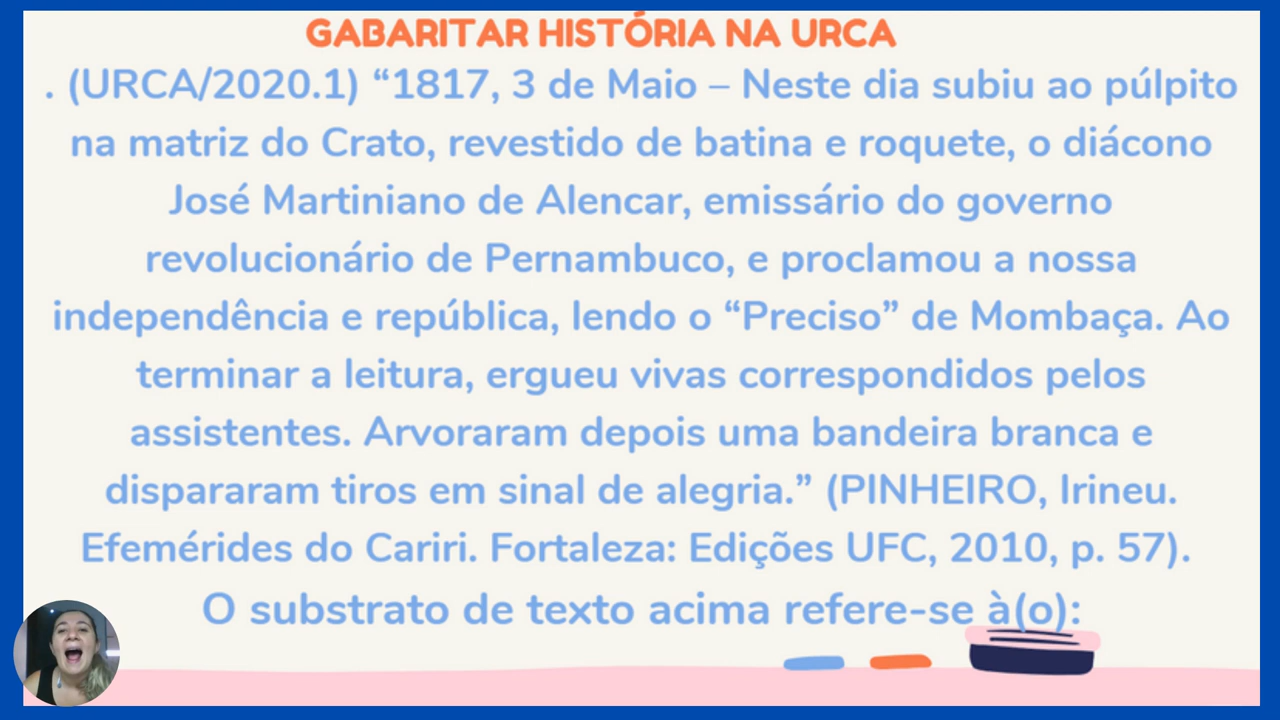 GABARITAR HISTÓRIA NA URCA
. (URCA/2020.1) “1817, 3 de Maio – Neste dia subiu ao púlpito
na matriz do Crato, revestido de batina e roquete, o diácono
José Martiniano de Alencar, emissário do governo
revolucionário de Pernambuco, e proclamou a nossa
independência e república, lendo o “Preciso” de Mombaça. Ao
terminar a leitura, ergueu vivas correspondidos pelos
assistentes. Arvoraram depois uma bandeira branca e
dispararam tiros em sinal de alegria.” (PINHEIRO, Irineu.
Efemérides do Cariri. Fortaleza: Edições UFC, 2010, p. 57).
O substrato de texto acima refere-se à(o):